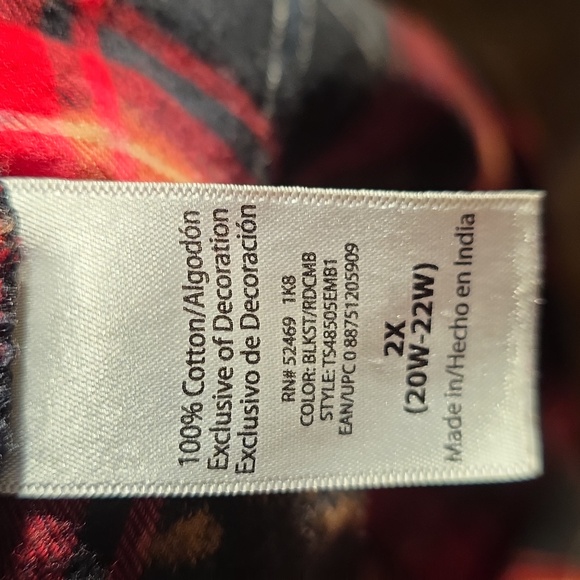 100% Cotton/Algodón
Exclusive of Decoration
Exclusivo de Decoración
RN# 52469 1K8
COLOR: BLKST/RDCMB
STYLE: TS48505EMB1
EAN/UPC 0 88751205909
2X
(20W-22W)
Made in/Hecho en India